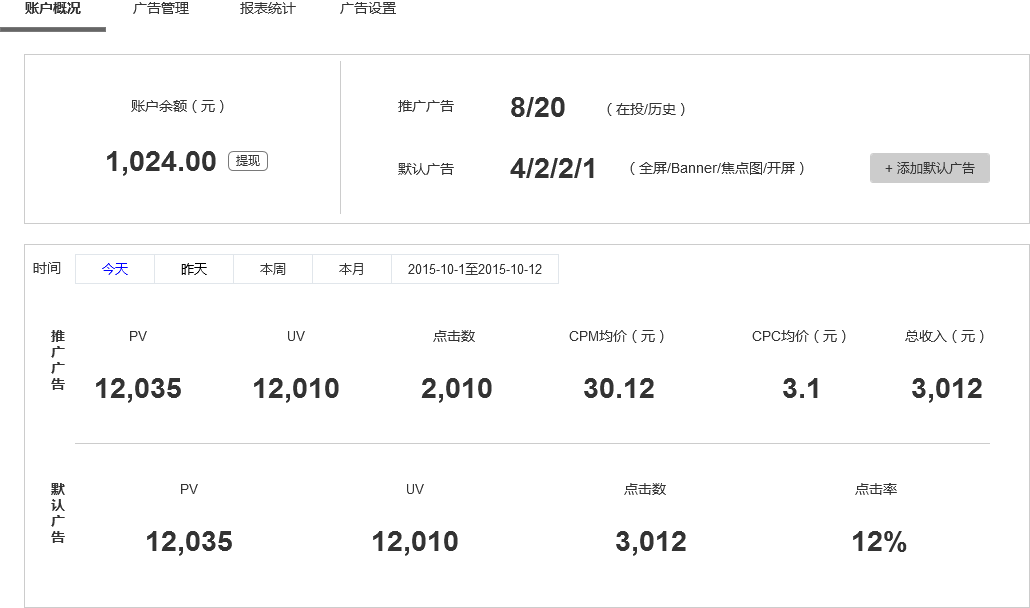 账户概况 广告管理 报表统计 广告设置
账户余额（元）
1,024.00 提现
推广广告 8/20 （在投/历史）
默认广告 4/2/2/1 （全屏/Banner/焦点图/开屏） + 添加默认广告
时间 今天 昨天 本周 本月 2015-10-1至2015-10-12
推广广告
PV UV 点击数 CPM均价（元） CPC均价（元） 总收入（元）
12,035 12,010 2,010 30.12 3.1 3,012
默认广告
PV UV 点击数 点击率
12,035 12,010 3,012 12%